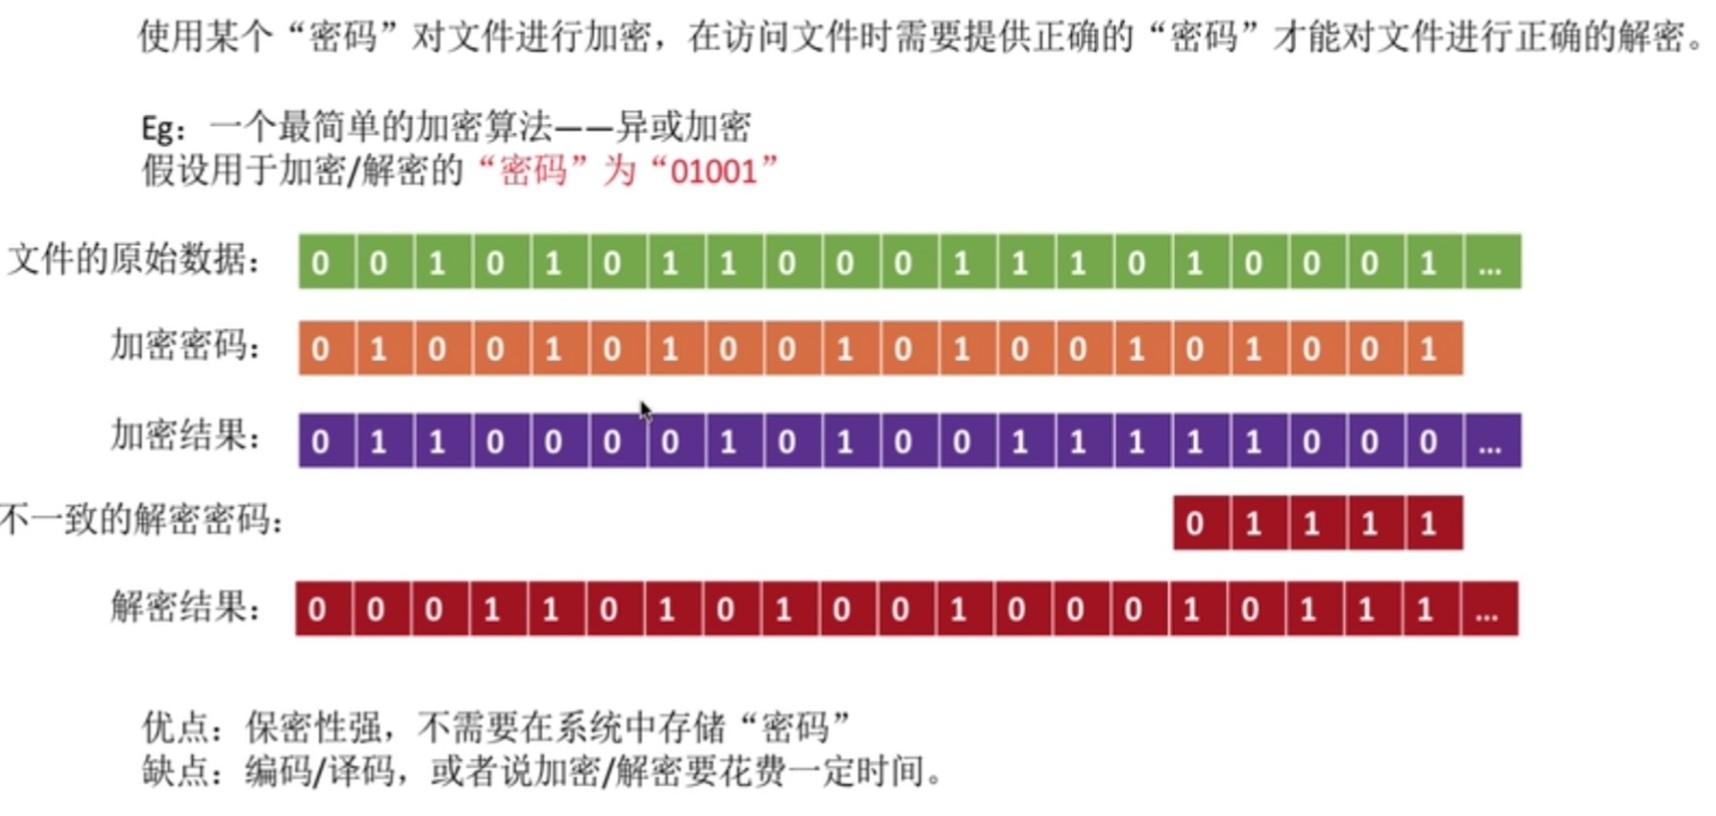 使用某个“密码”对文件进行加密，在访问文件时需要提供正确的“密码”才能对文件进行正确的解密。
Eg：一个最简单的加密算法——异或加密
假设用于加密/解密的“密码”为“01001”
文件的原始数据： 0 0 1 0 1 0 1 1 0 0 0 1 1 1 0 1 0 0 0 1 ...
加密密码： 0 1 0 0 1 0 1 0 0 1 0 1 0 0 1 0 1 0 0 1
加密结果： 0 1 1 0 0 0 0 1 0 1 0 0 1 1 1 1 1 0 0 0 ...
不一致的解密密码： 0 1 1 1 1
解密结果： 0 0 0 1 1 0 1 0 1 0 0 1 0 0 0 1 0 1 1 1 ...
优点：保密性强，不需要在系统中存储“密码”
缺点：编码/译码，或者说加密/解密要花费一定时间。